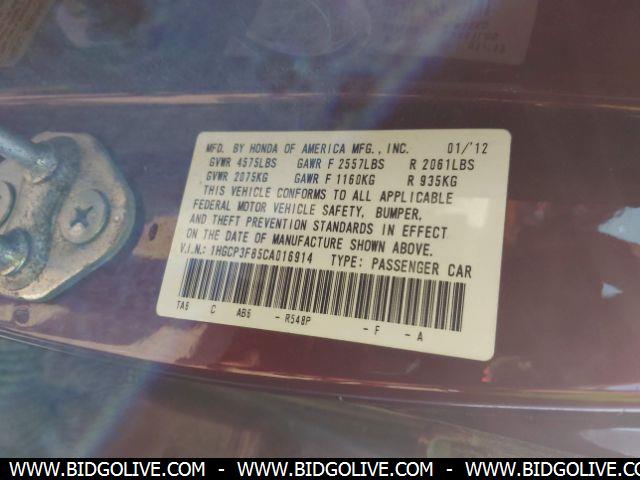 MFD. BY HONDA OF AMERICA MFG., INC. 01/'12
GVWR 4575LBS GAWR F 2557LBS R 2061LBS
GVWR 2075KG GAWR F 1160KG R 935KG
THIS VEHICLE CONFORMS TO ALL APPLICABLE
FEDERAL MOTOR VEHICLE SAFETY, BUMPER,
AND THEFT PREVENTION STANDARDS IN EFFECT
ON THE DATE OF MANUFACTURE SHOWN ABOVE.
V.I.N.: 1HGCP3F85CA016914 TYPE: PASSENGER CAR
TA6 C AB6 - R548P - F - A
WWW.BIDGOLIVE.COM - WWW.BIDGOLIVE.COM - WWW.BIDGOLIVE.COM